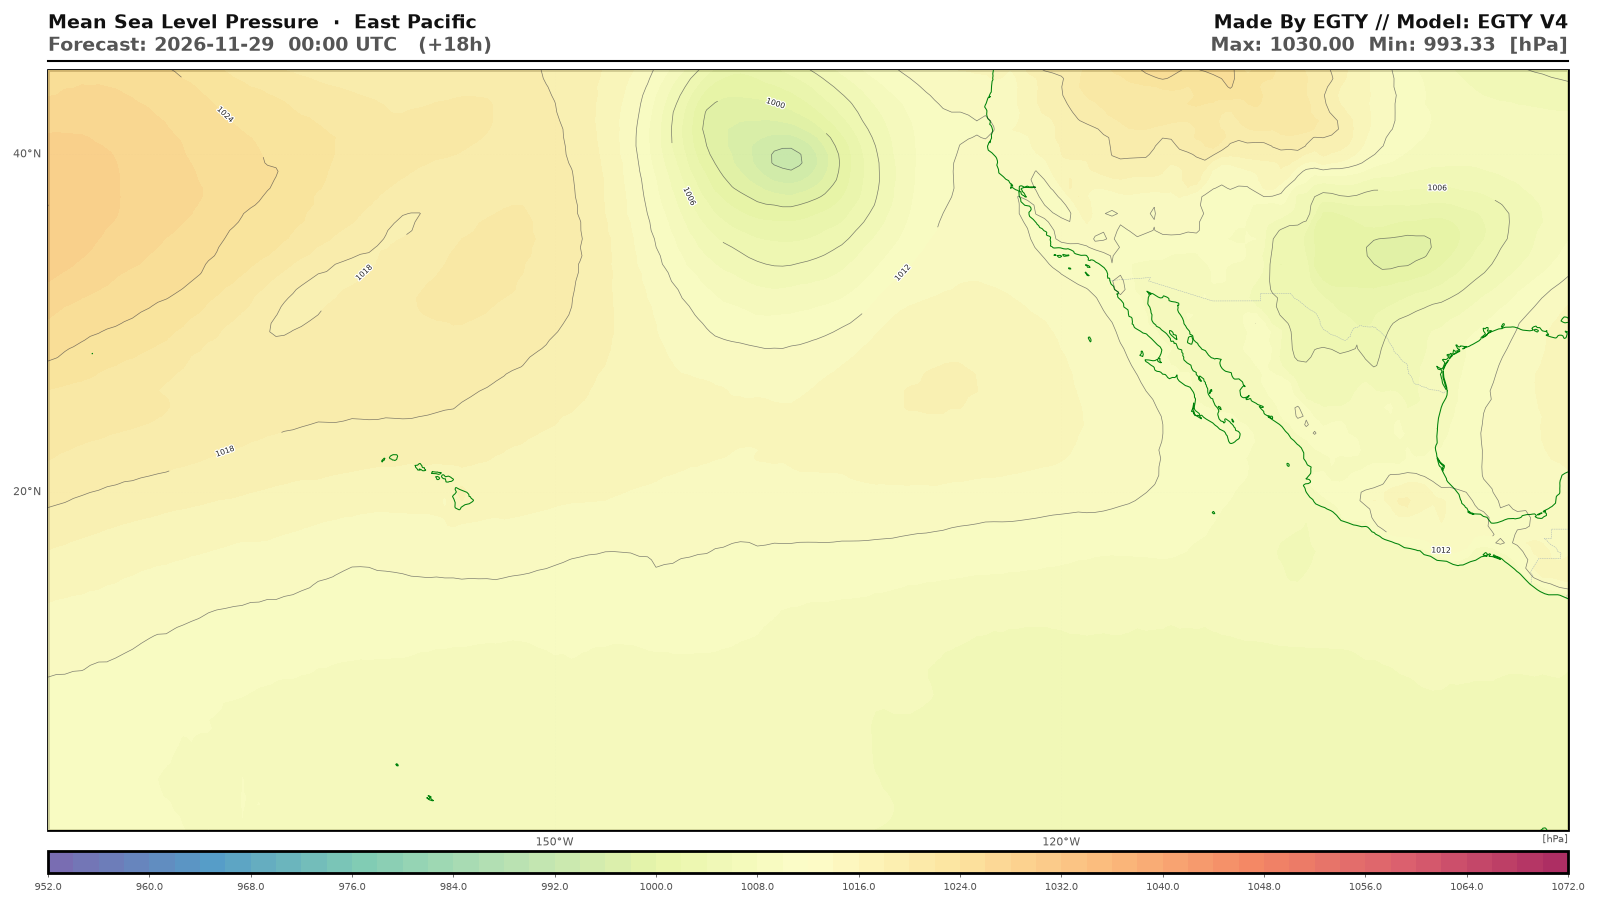 Mean Sea Level Pressure · East Pacific
Made By EGTY // Model: EGTY V4
Forecast: 2026-11-29 00:00 UTC (+18h)
Max: 1030.00 Min: 993.33 [hPa]
1000
1024
40°N
1006
1006
1018
1012
1018
20°N
1012
150°W
120°W
[hPa]
952.0 960.0 968.0 976.0 984.0 992.0 1000.0 1008.0 1016.0 1024.0 1032.0 1040.0 1048.0 1056.0 1064.0 1072.0